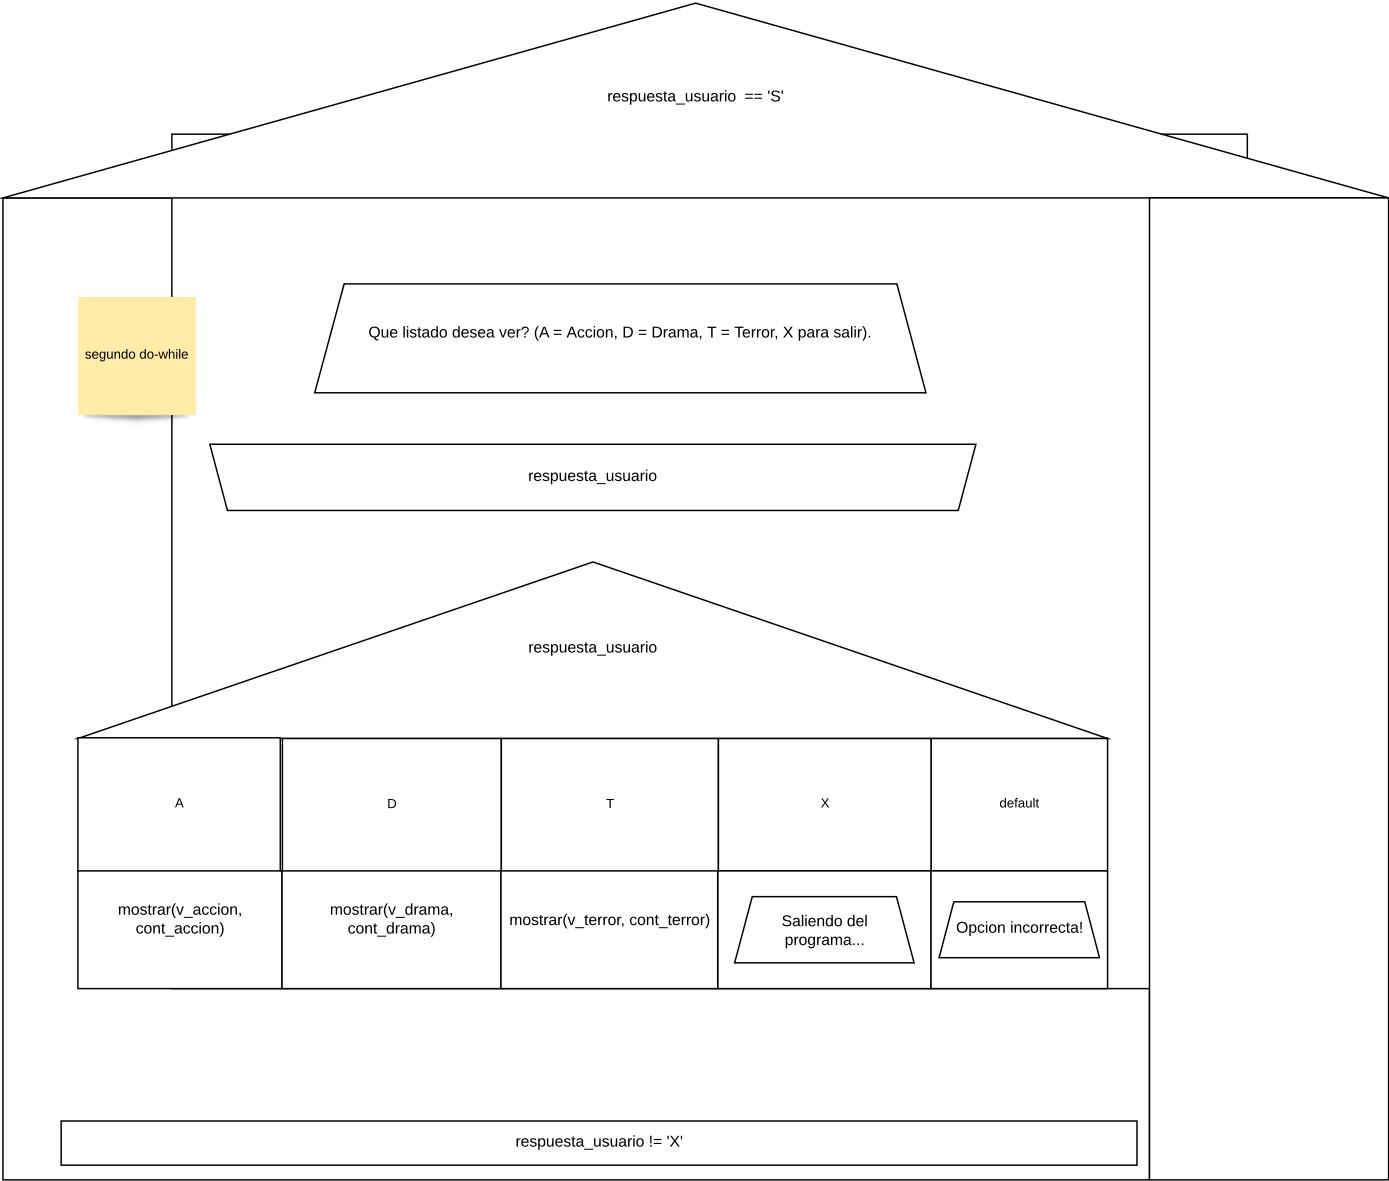 respuesta_usuario  == 'S'
Que listado desea ver? (A = Accion, D = Drama, T = Terror, X para salir).
segundo do-while
respuesta_usuario
respuesta_usuario
A
D
T
X
default
mostrar(v_accion,
cont_accion)
mostrar(v_drama,
cont_drama)
mostrar(v_terror, cont_terror)
Saliendo del
programa...
Opcion incorrecta!
respuesta_usuario != 'X'